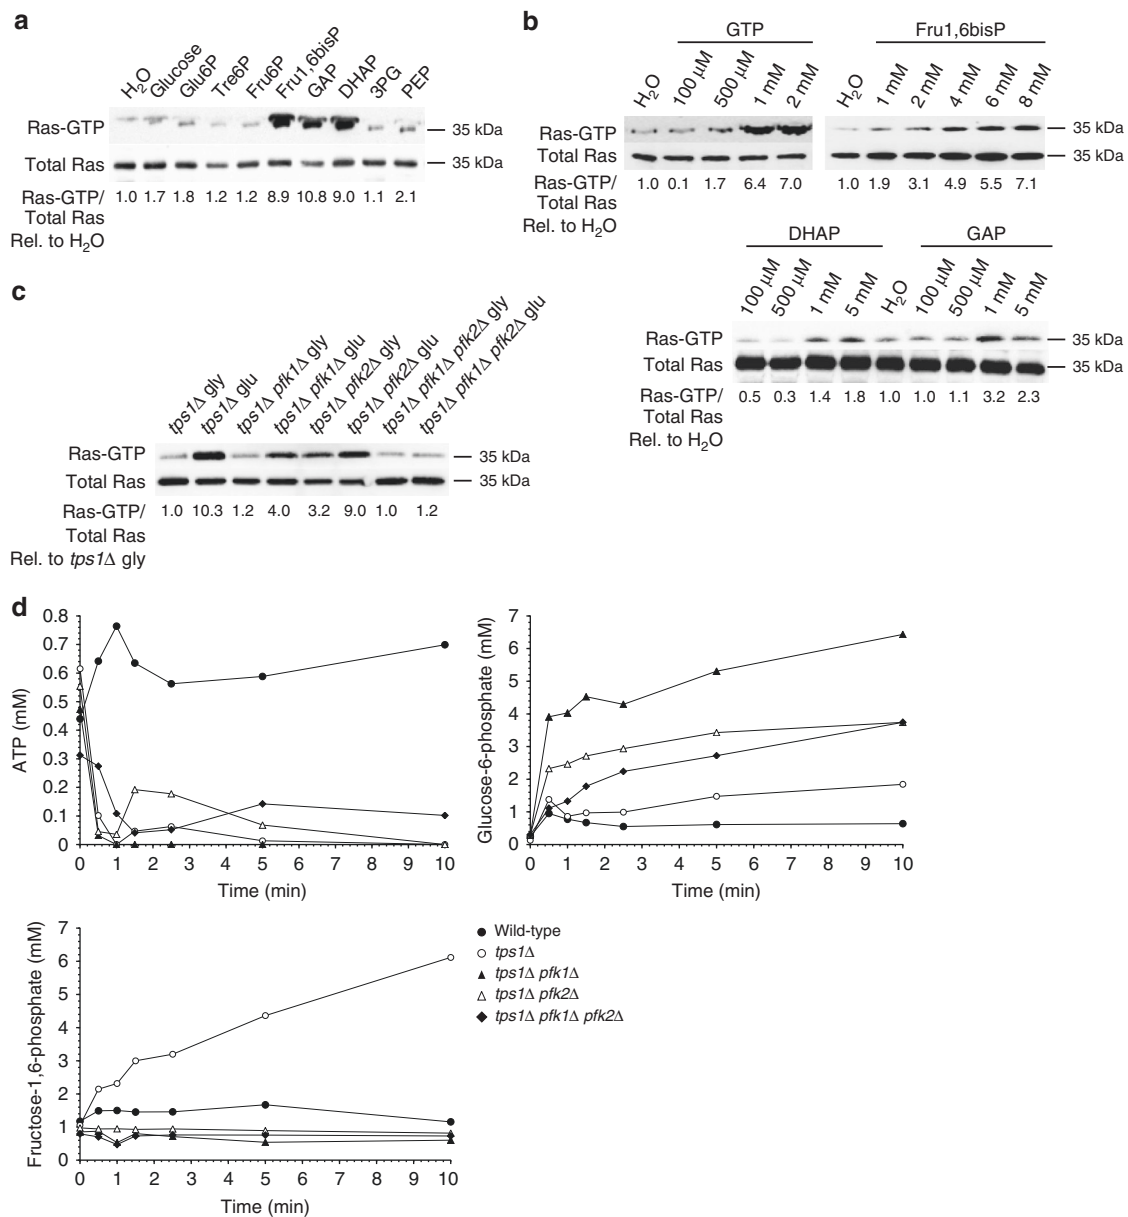 a
H2O Glucose Glu6P Tre6P Fru6P Fru1,6bisP GAP DHAP 3PG PEP
Ras-GTP 35 kDa
Total Ras 35 kDa
Ras-GTP/ 1.0 1.7 1.8 1.2 1.2 8.9 10.8 9.0 1.1 2.1
Total Ras
Rel. to H2O
b
GTP Fru1,6bisP
H2O 100 µM 500 µM 1 mM 2 mM H2O 1 mM 2 mM 4 mM 6 mM 8 mM
Ras-GTP 35 kDa
Total Ras 35 kDa
Ras-GTP/ 1.0 0.1 1.7 6.4 7.0 1.0 1.9 3.1 4.9 5.5 7.1
Total Ras
Rel. to H2O
DHAP GAP
100 µM 500 µM 1 mM 5 mM H2O 100 µM 500 µM 1 mM 5 mM
Ras-GTP 35 kDa
Total Ras 35 kDa
Ras-GTP/ 0.5 0.3 1.4 1.8 1.0 1.0 1.1 3.2 2.3
Total Ras
Rel. to H2O
c
tps1Δ gly tps1Δ glu tps1Δ pfk1Δ gly tps1Δ pfk1Δ glu tps1Δ pfk2Δ gly tps1Δ pfk2Δ glu tps1Δ pfk1Δ pfk2Δ gly tps1Δ pfk1Δ pfk2Δ glu
Ras-GTP 35 kDa
Total Ras 35 kDa
Ras-GTP/ 1.0 10.3 1.2 4.0 3.2 9.0 1.0 1.2
Total Ras
Rel. to tps1Δ gly
d
ATP (mM)
0.8
0.7
0.6
0.5
0.4
0.3
0.2
0.1
0
0 1 2 3 4 5 6 7 8 9 10
Time (min)
Glucose-6-phosphate (mM)
7
6
5
4
3
2
1
0
0 1 2 3 4 5 6 7 8 9 10
Time (min)
Fructose-1,6-phosphate (mM)
7
6
5
4
3
2
1
0
0 1 2 3 4 5 6 7 8 9 10
Time (min)
Wild-type
tps1Δ
tps1Δ pfk1Δ
tps1Δ pfk2Δ
tps1Δ pfk1Δ pfk2Δ